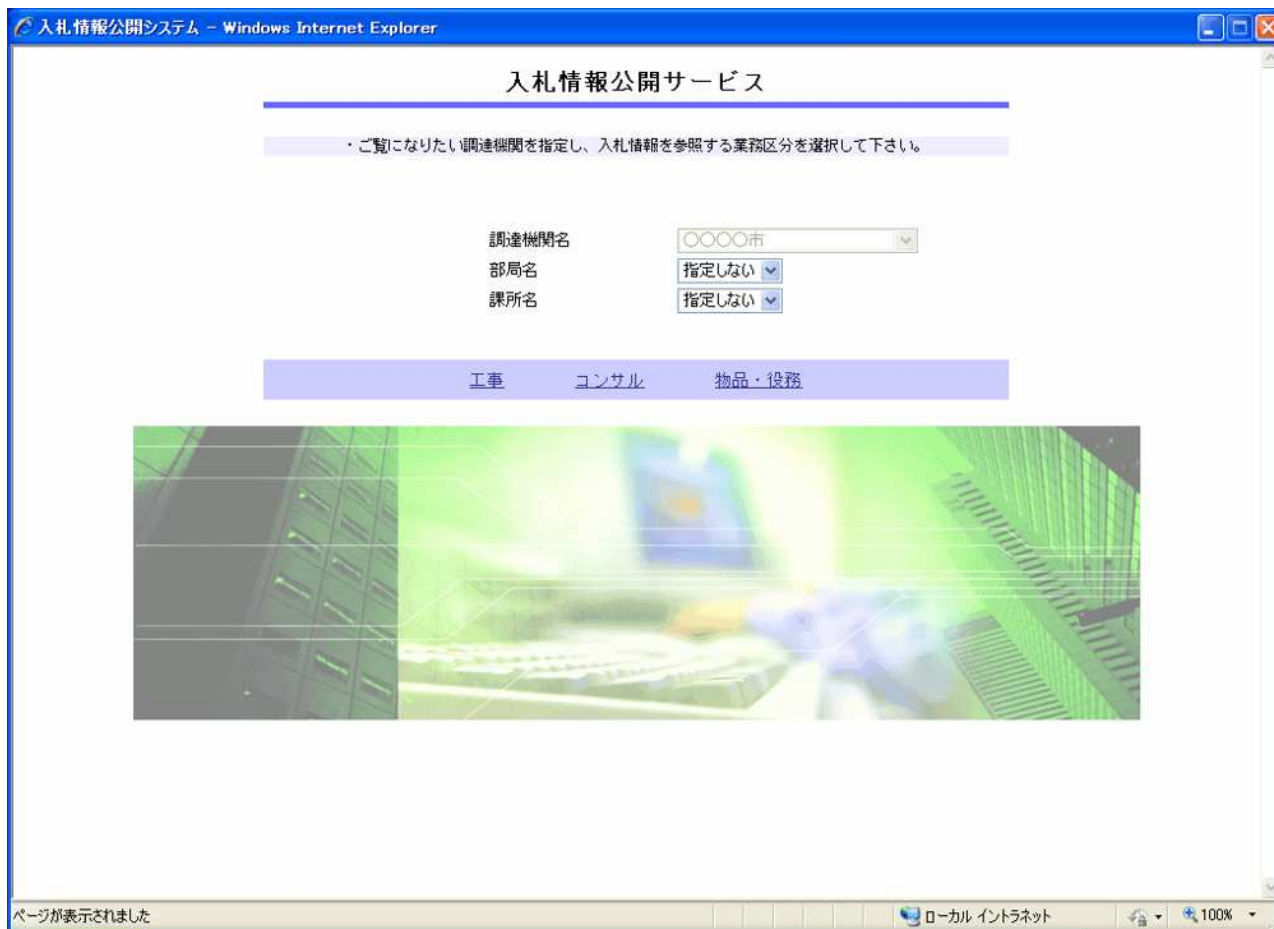 入札情報公開システム - Windows Internet Explorer
入札情報公開サービス
・ご覧になりたい調達機関を指定し、入札情報を参照する業務区分を選択して下さい。
調達機関名 〇〇〇〇市
部局名 指定しない
課所名 指定しない
工事 コンサル 物品・役務
ページが表示されました ローカル イントラネット 100%